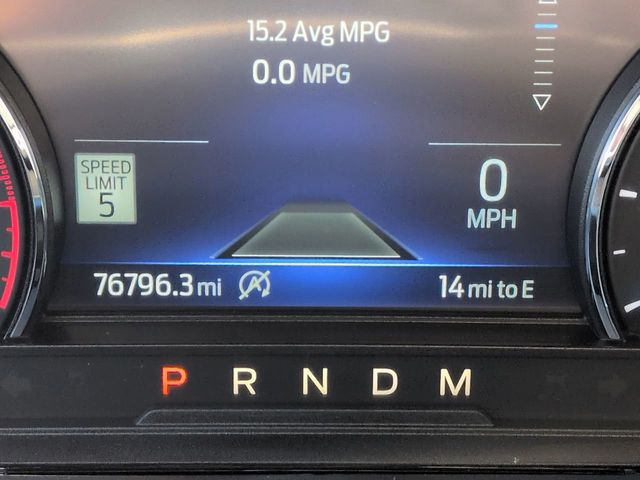 15.2 Avg MPG
0.0 MPG
SPEED
LIMIT
5
0
MPH
76796.3 mi
A
14 mi to E
P R N D M